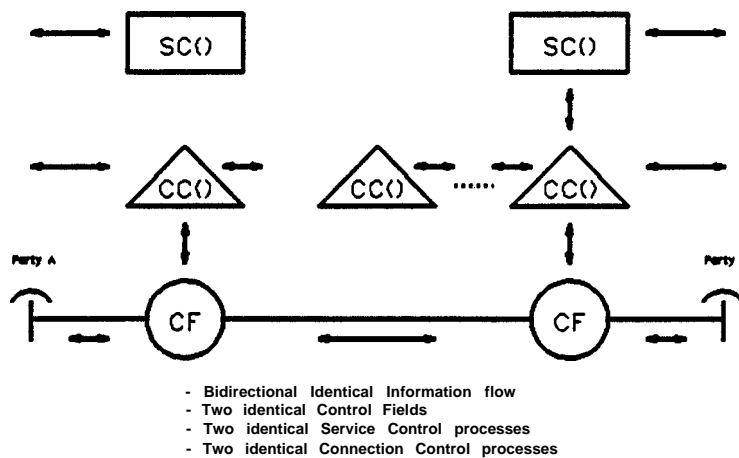 SC() SC()
CC() CC() ...... CC()
Party A Party
CF CF
- Bidirectional Identical Information flow
- Two identical Control Fields
- Two identical Service Control processes
- Two identical Connection Control processes